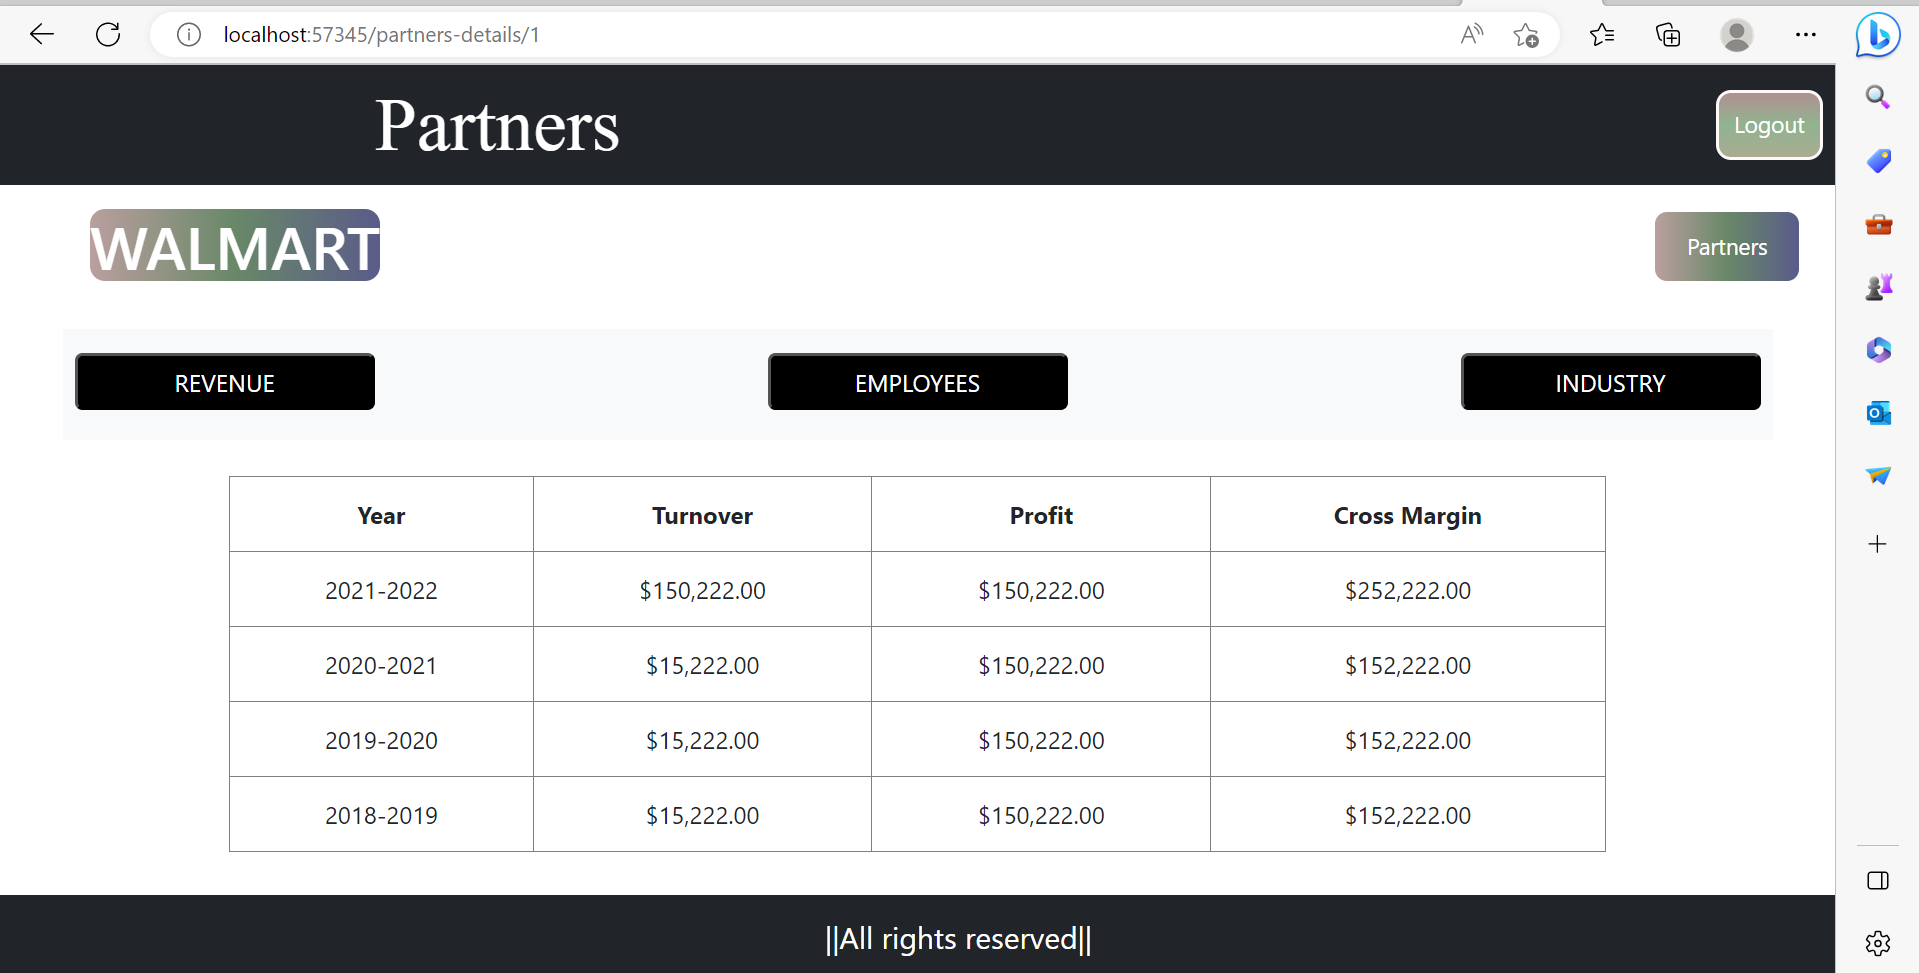 localhost:57345/partners-details/1
Partners
Logout
WALMART
Partners
REVENUE EMPLOYEES INDUSTRY
Year Turnover Profit Cross Margin
2021-2022 $150,222.00 $150,222.00 $252,222.00
2020-2021 $15,222.00 $150,222.00 $152,222.00
2019-2020 $15,222.00 $150,222.00 $152,222.00
2018-2019 $15,222.00 $150,222.00 $152,222.00
||All rights reserved||